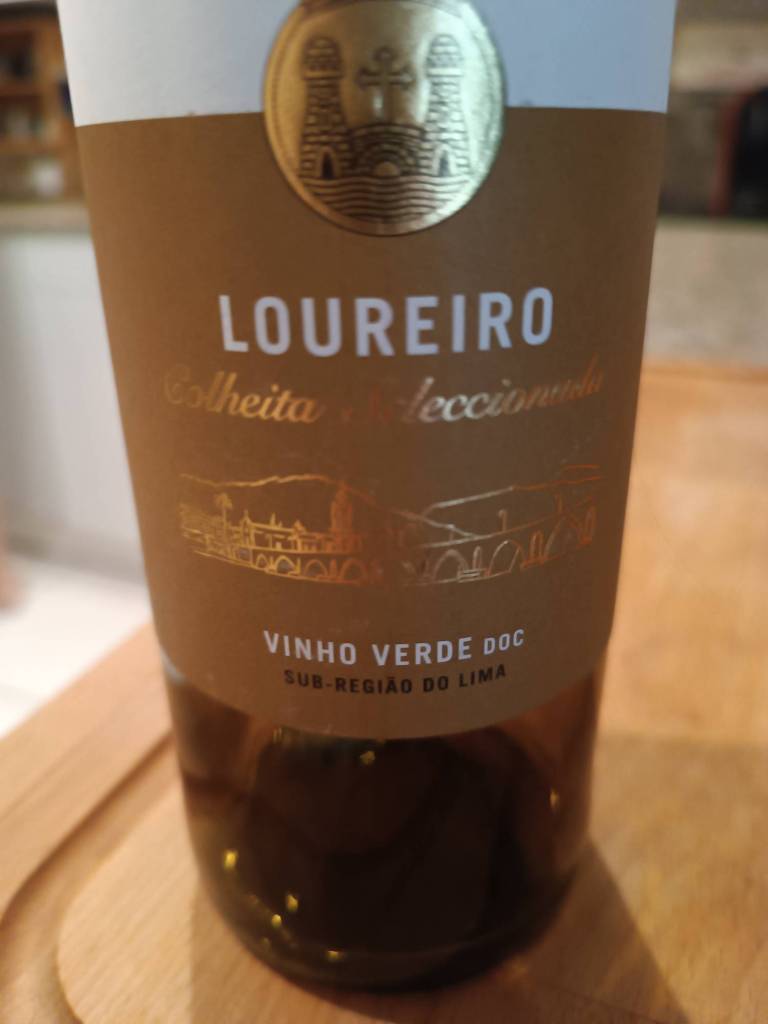 LOUREIRO
Colheita Seleccionada
VINHO VERDE DOC
SUB-REGIÃO DO LIMA